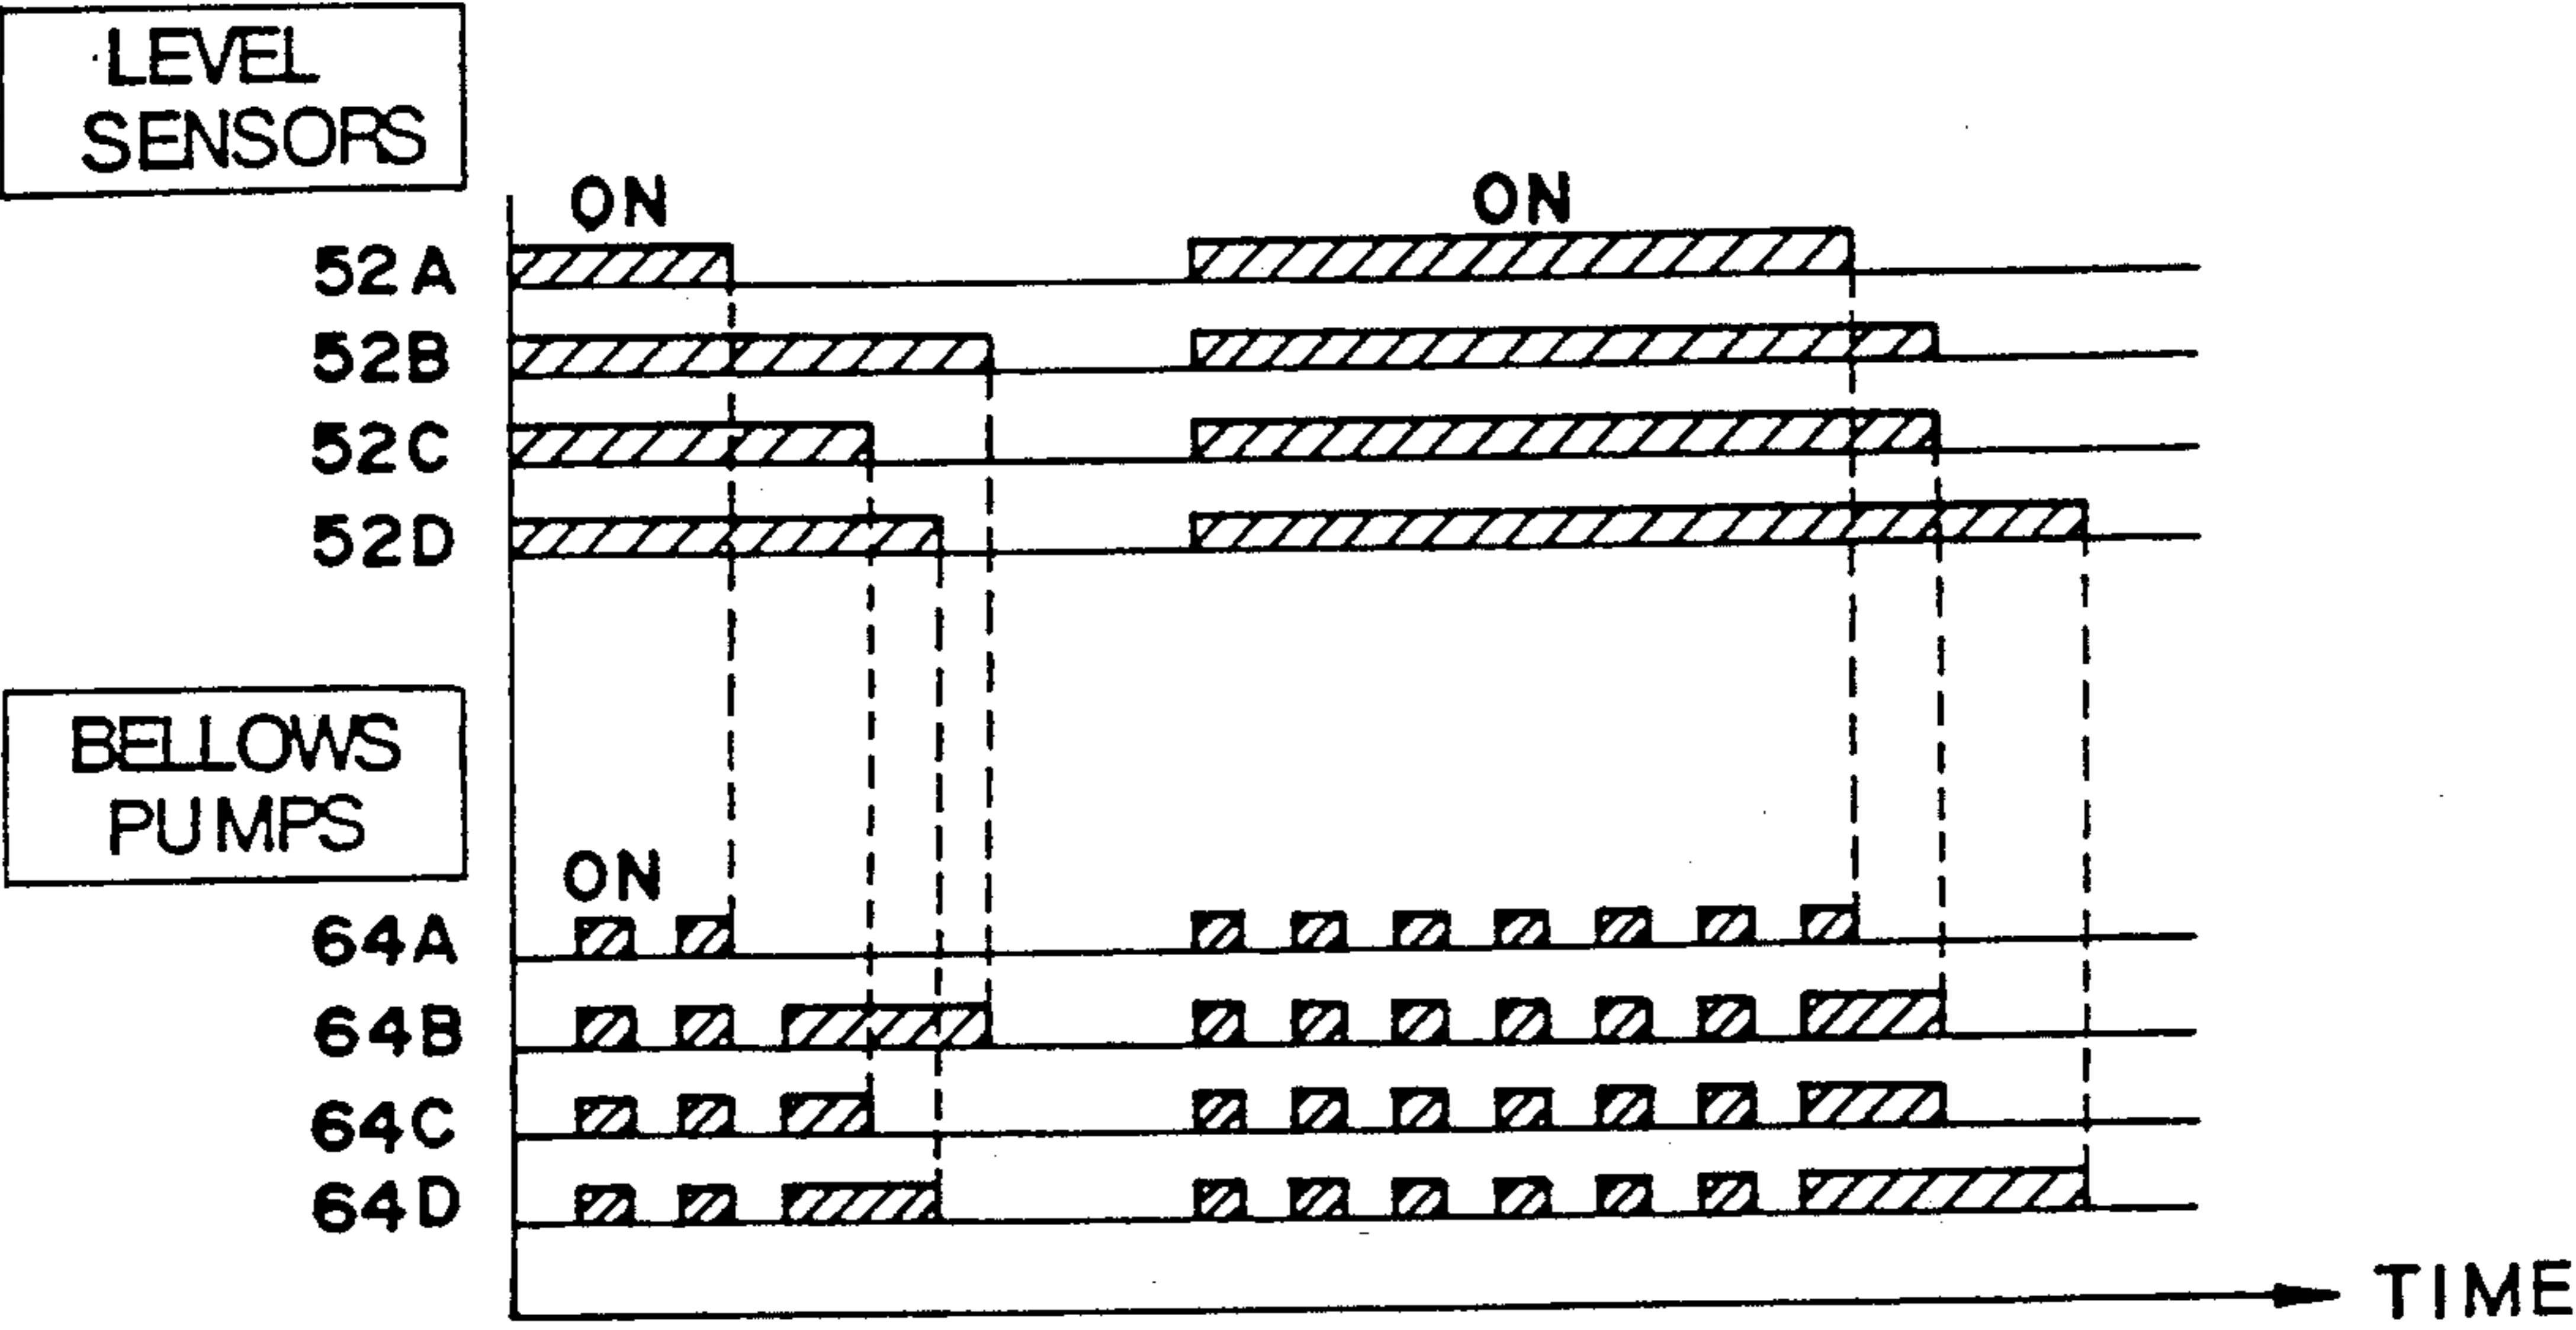 LEVEL
SENSORS
ON ON
52A
52B
52C
52D
BELLOWS
PUMPS
ON
64A
64B
64C
64D
TIME